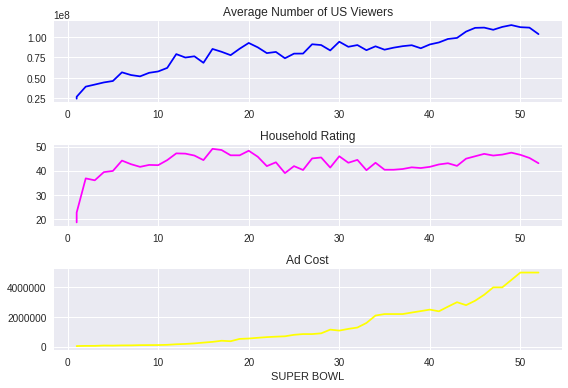 Average Number of US Viewers
1e8
1.00
0.75
0.50
0.25
0 10 20 30 40 50
Household Rating
50
40
30
20
0 10 20 30 40 50
Ad Cost
4000000
2000000
0
0 10 20 30 40 50
SUPER BOWL